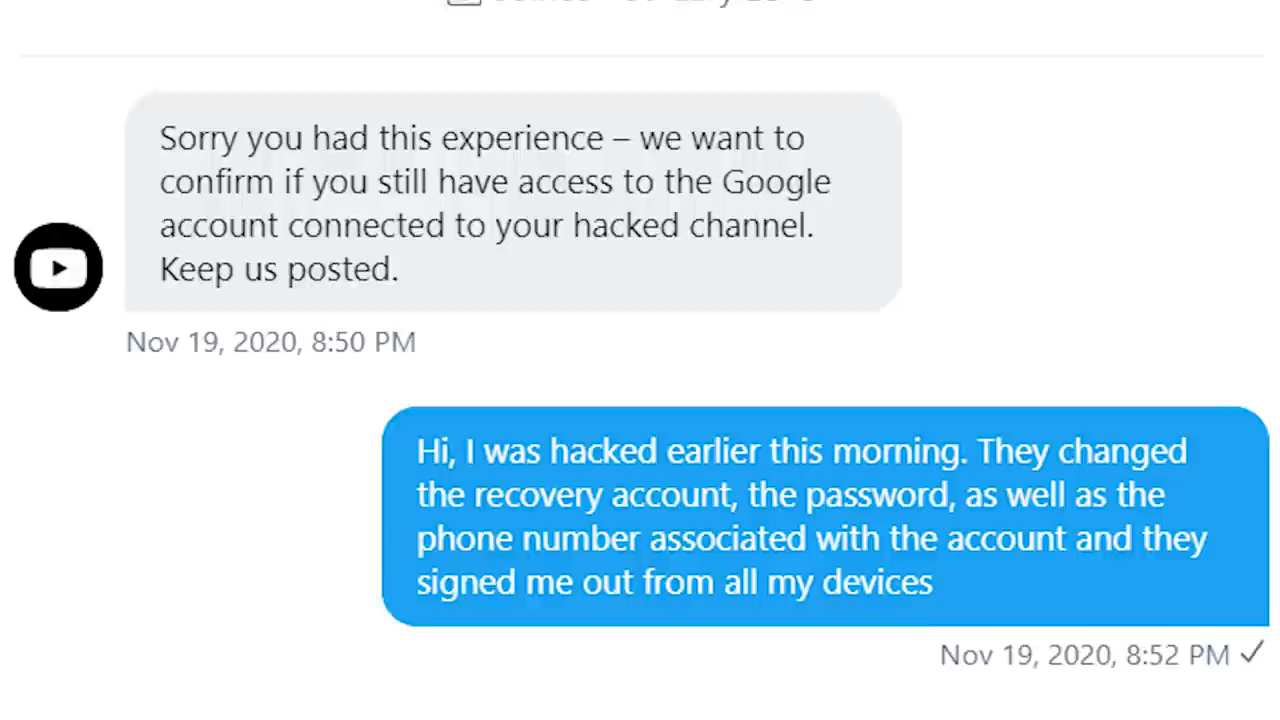 Sorry you had this experience – we want to
confirm if you still have access to the Google
account connected to your hacked channel.
Keep us posted.
Nov 19, 2020, 8:50 PM
Hi, I was hacked earlier this morning. They changed
the recovery account, the password, as well as the
phone number associated with the account and they
signed me out from all my devices
Nov 19, 2020, 8:52 PM